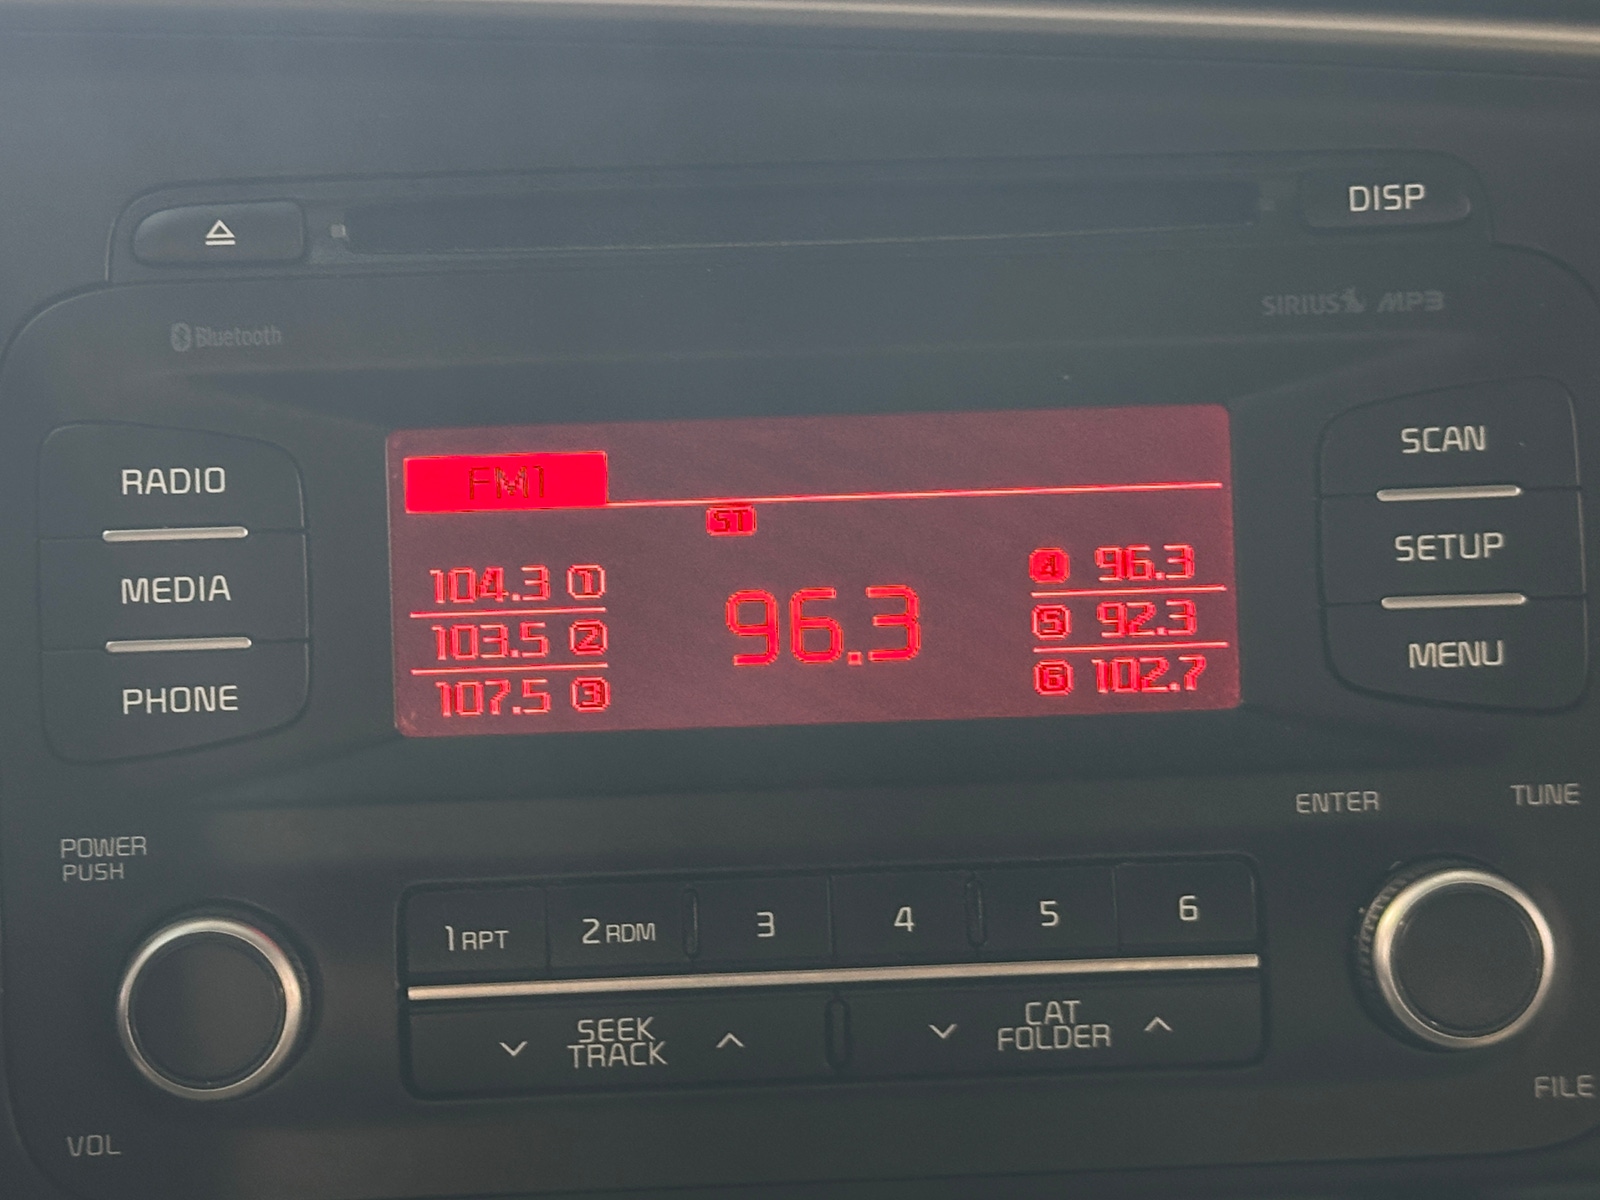 DISP
Bluetooth
SIRIUS MP3
RADIO
MEDIA
PHONE
FM1
ST
104.3 1
103.5 2
107.5 3
96.3
4 96.3
5 92.3
6 102.7
SCAN
SETUP
MENU
POWER
PUSH
VOL
1 RPT
2 RDM
3
4
5
6
SEEK
TRACK
CAT
FOLDER
ENTER
TUNE
FILE